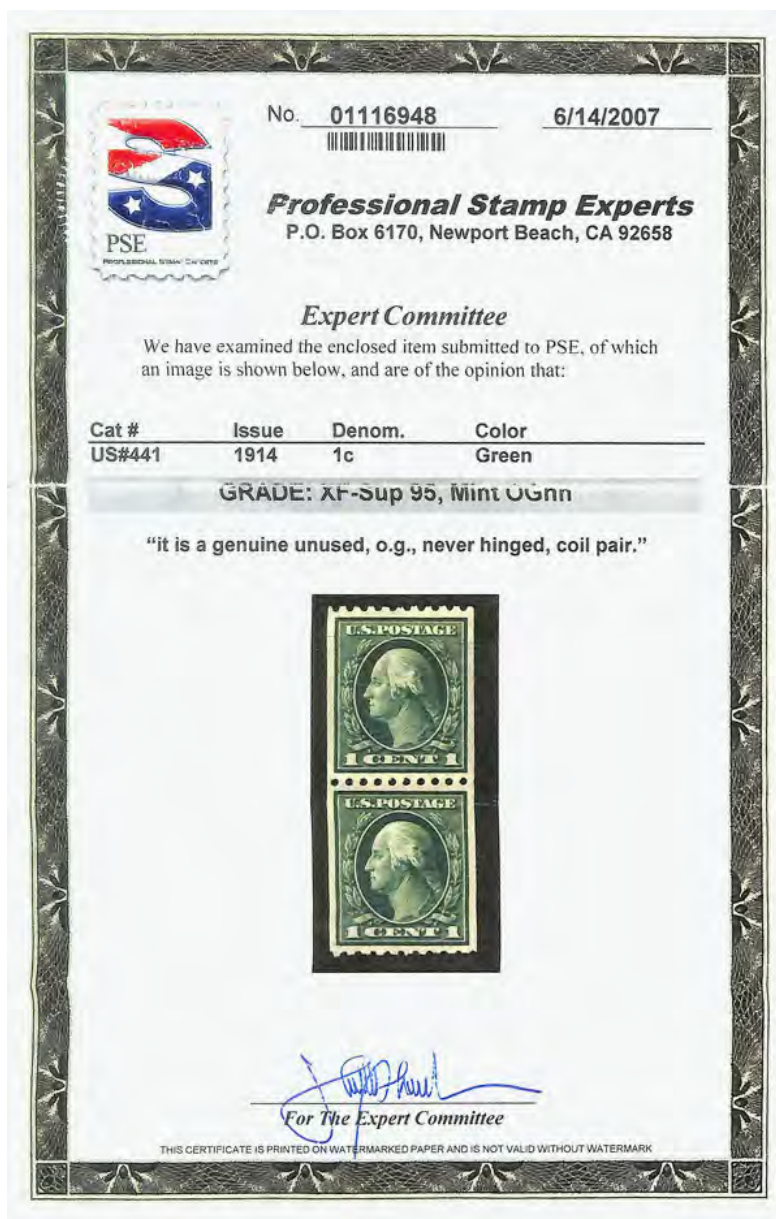 No. 01116948 6/14/2007
PSE
PROFESSIONAL STAMP EXPERTS
Professional Stamp Experts
P.O. Box 6170, Newport Beach, CA 92658
Expert Committee
We have examined the enclosed item submitted to PSE, of which
an image is shown below, and are of the opinion that:
Cat # Issue Denom. Color
US#441 1914 1c Green
GRADE: XF-Sup 95, Mint OGnh
“it is a genuine unused, o.g., never hinged, coil pair.”
U.S.POSTAGE
1 CENT 1
U.S.POSTAGE
1 CENT 1
For The Expert Committee
THIS CERTIFICATE IS PRINTED ON WATERMARKED PAPER AND IS NOT VALID WITHOUT WATERMARK